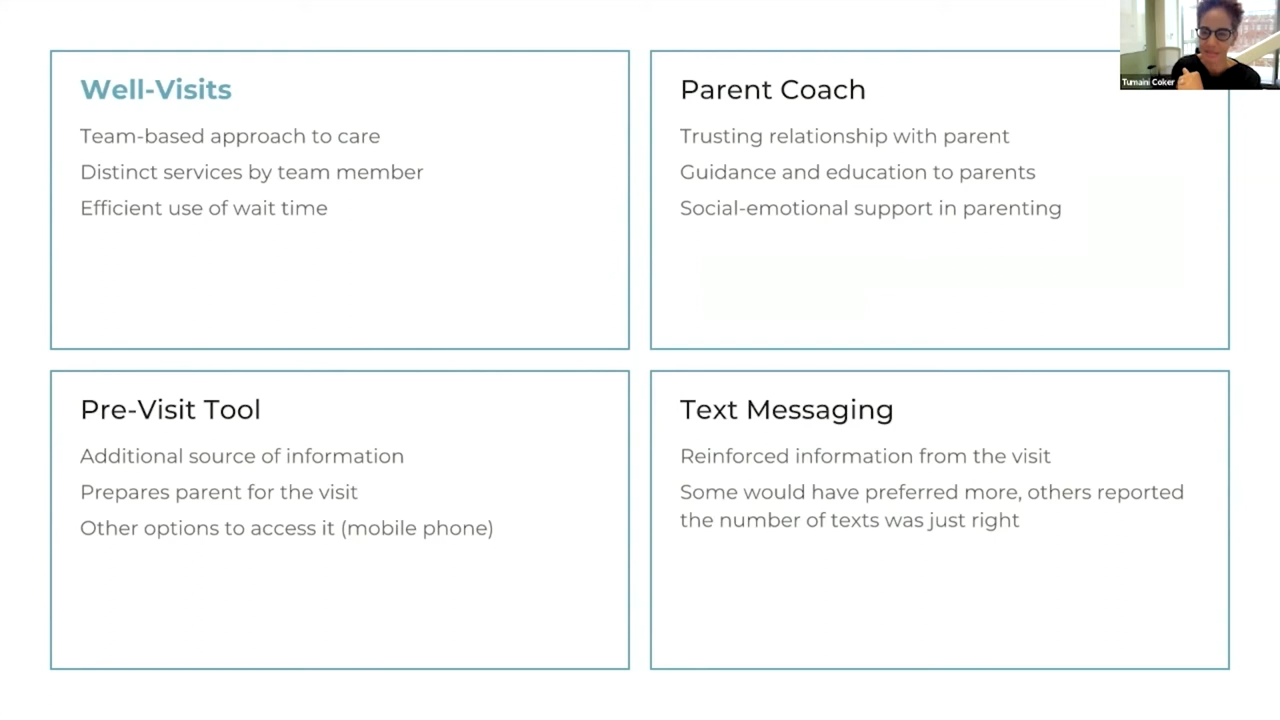 Well-Visits
Team-based approach to care
Distinct services by team member
Efficient use of wait time
Parent Coach
Trusting relationship with parent
Guidance and education to parents
Social-emotional support in parenting
Pre-Visit Tool
Additional source of information
Prepares parent for the visit
Other options to access it (mobile phone)
Text Messaging
Reinforced information from the visit
Some would have preferred more, others reported
the number of texts was just right
Tumaini Coker